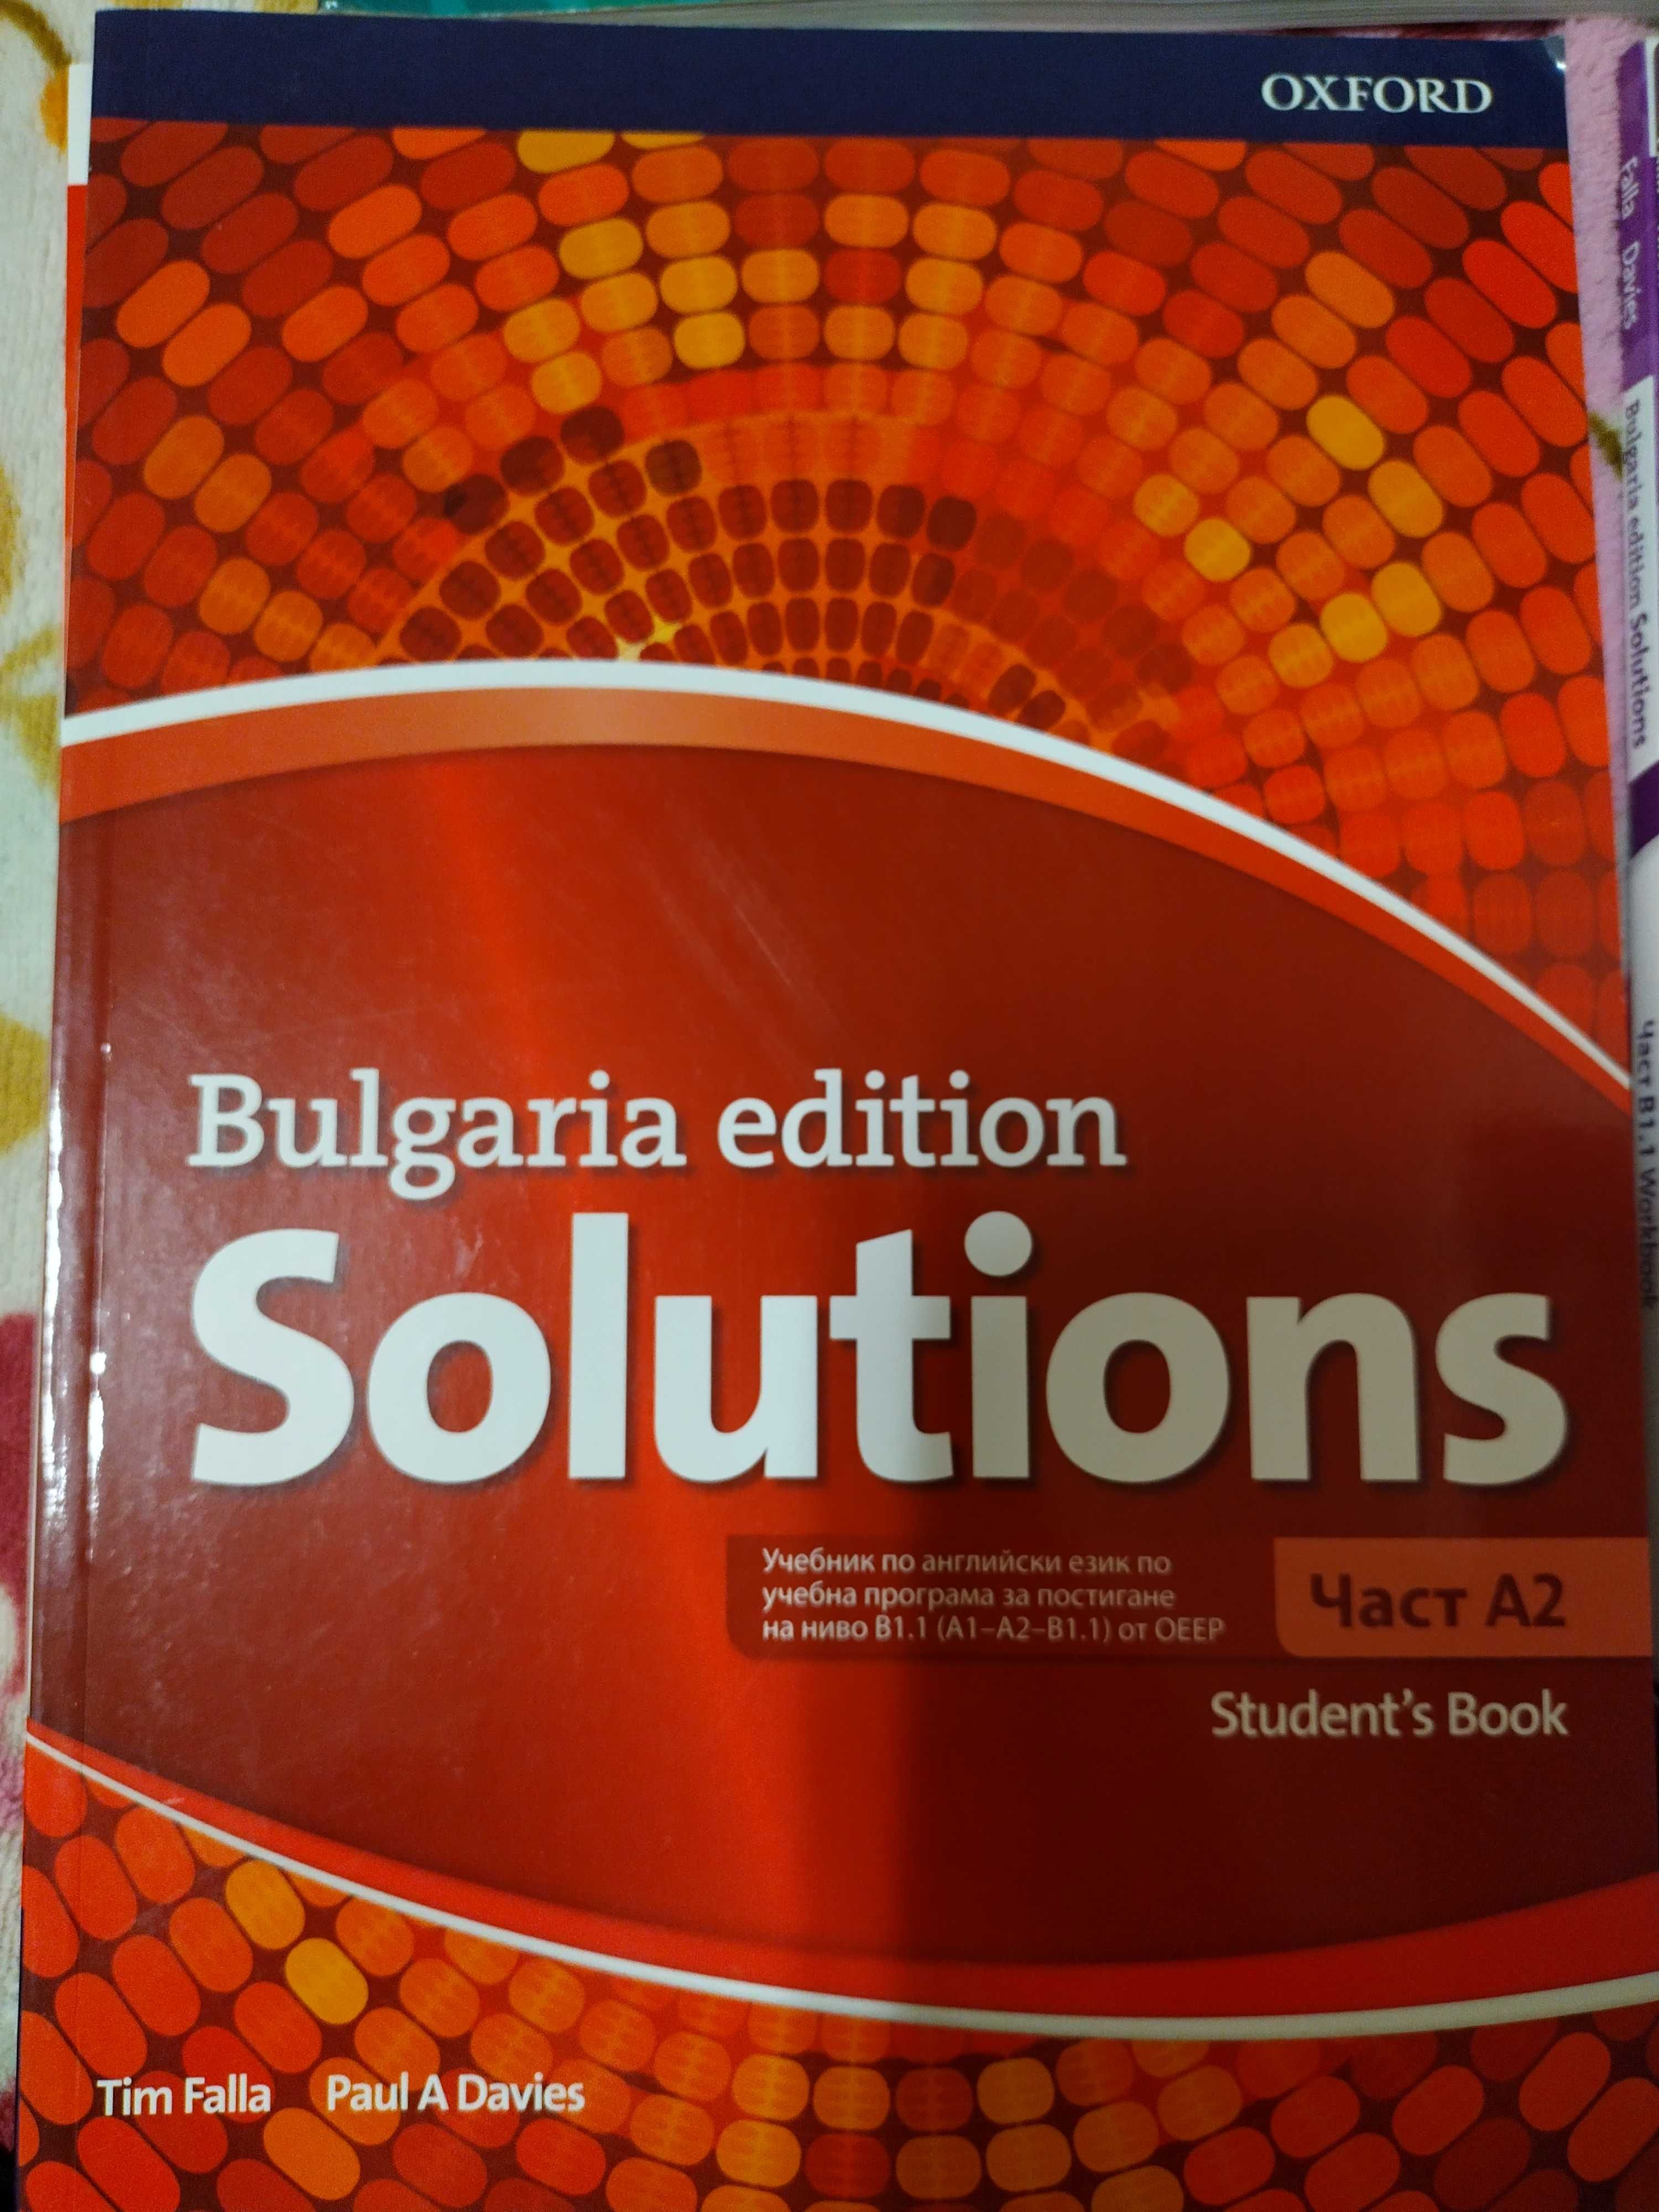 OXFORD
Bulgaria edition
Solutions
Учебник по английски език по
учебна програма за постигане
на ниво B1.1 (A1–A2–B1.1) от ОЕЕР
Част A2
Student's Book
Tim Falla Paul A Davies
Falla Davies
Bulgaria edition Solutions
Част B1.1 Workbook